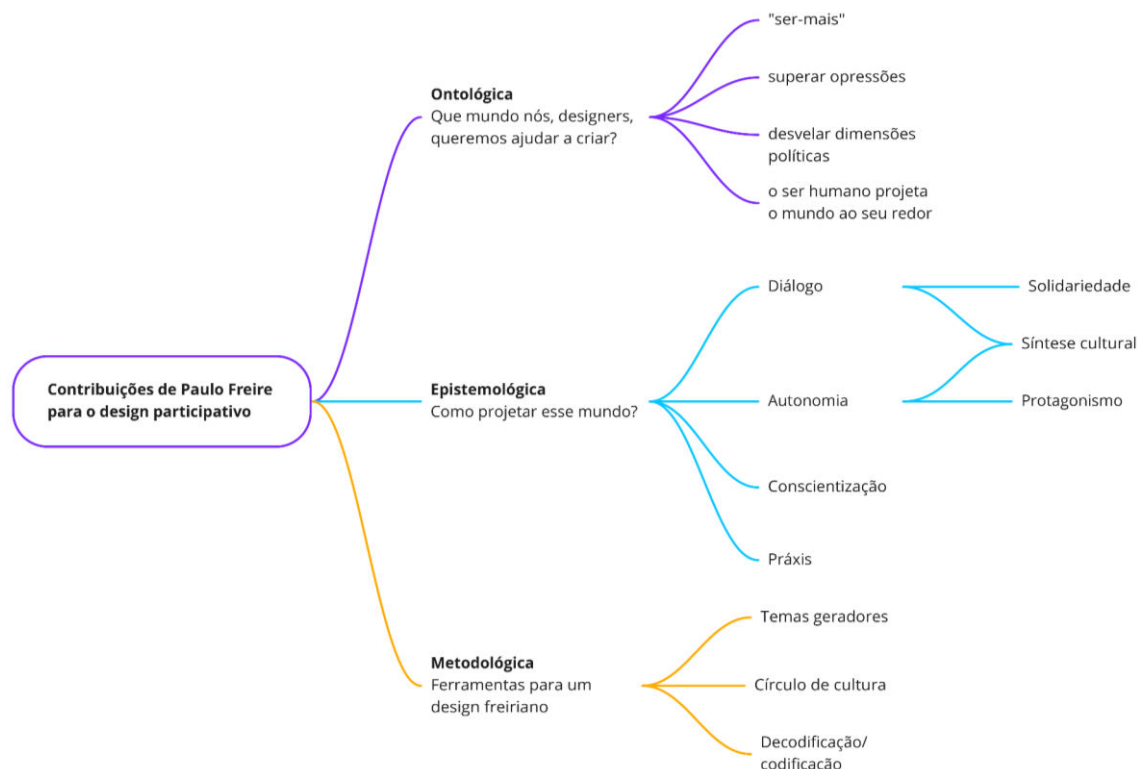 Contribuições de Paulo Freire
para o design participativo
Ontológica
Que mundo nós, designers,
queremos ajudar a criar?
"ser-mais"
superar opressões
desvelar dimensões
políticas
o ser humano projeta
o mundo ao seu redor
Epistemológica
Como projetar esse mundo?
Diálogo
Solidariedade
Síntese cultural
Autonomia
Protagonismo
Conscientização
Práxis
Metodológica
Ferramentas para um
design freiriano
Temas geradores
Círculo de cultura
Decodificação/
codificação